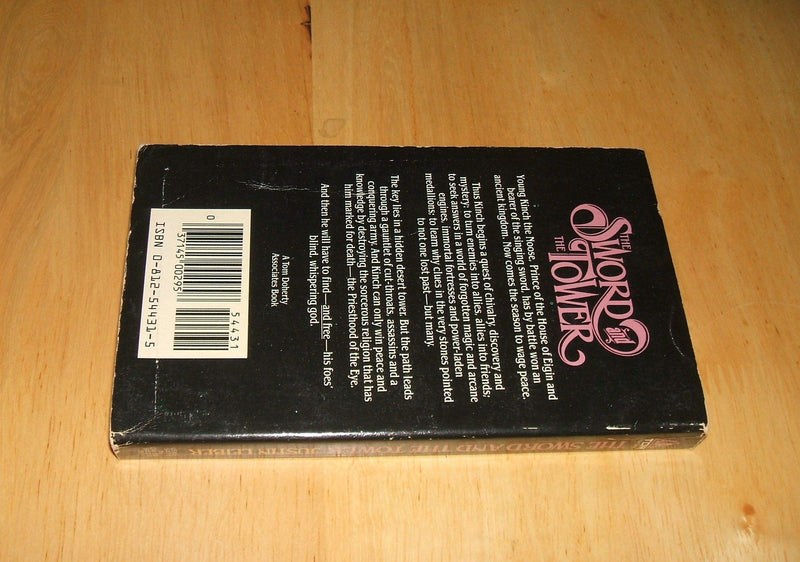 THE
SWORD and
THE TOWER
Young Kinch the hoose, Prince of the House of Elgin and
bearer of the singing sword, has by battle won an
ancient kingdom. Now comes the season to wage peace.
Thus Kinch begins a quest of chivalry, discovery and
mystery: to turn enemies into allies, allies into friends;
to seek answers in a world of forgotten magic and arcane
engines, immortal fortresses and power-laden
medallions; to learn why clues in the very stones pointed
to not one lost past—but many.
The key lies in a hidden desert tower. But the path leads
through a gauntlet of cut-throats, assassins and a
conquering army. And Kinch can only win peace and
knowledge by destroying the sorcerous religion that has
him marked for death—the Priesthood of the Eye.
And then he will have to find—and free—his foes'
blind, whispering god.
A Tom Doherty
Associates Book
0
37145 00295
54431
ISBN 0-812-54431-5
THE SWORD AND THE TOWER JUSTIN LEIBER